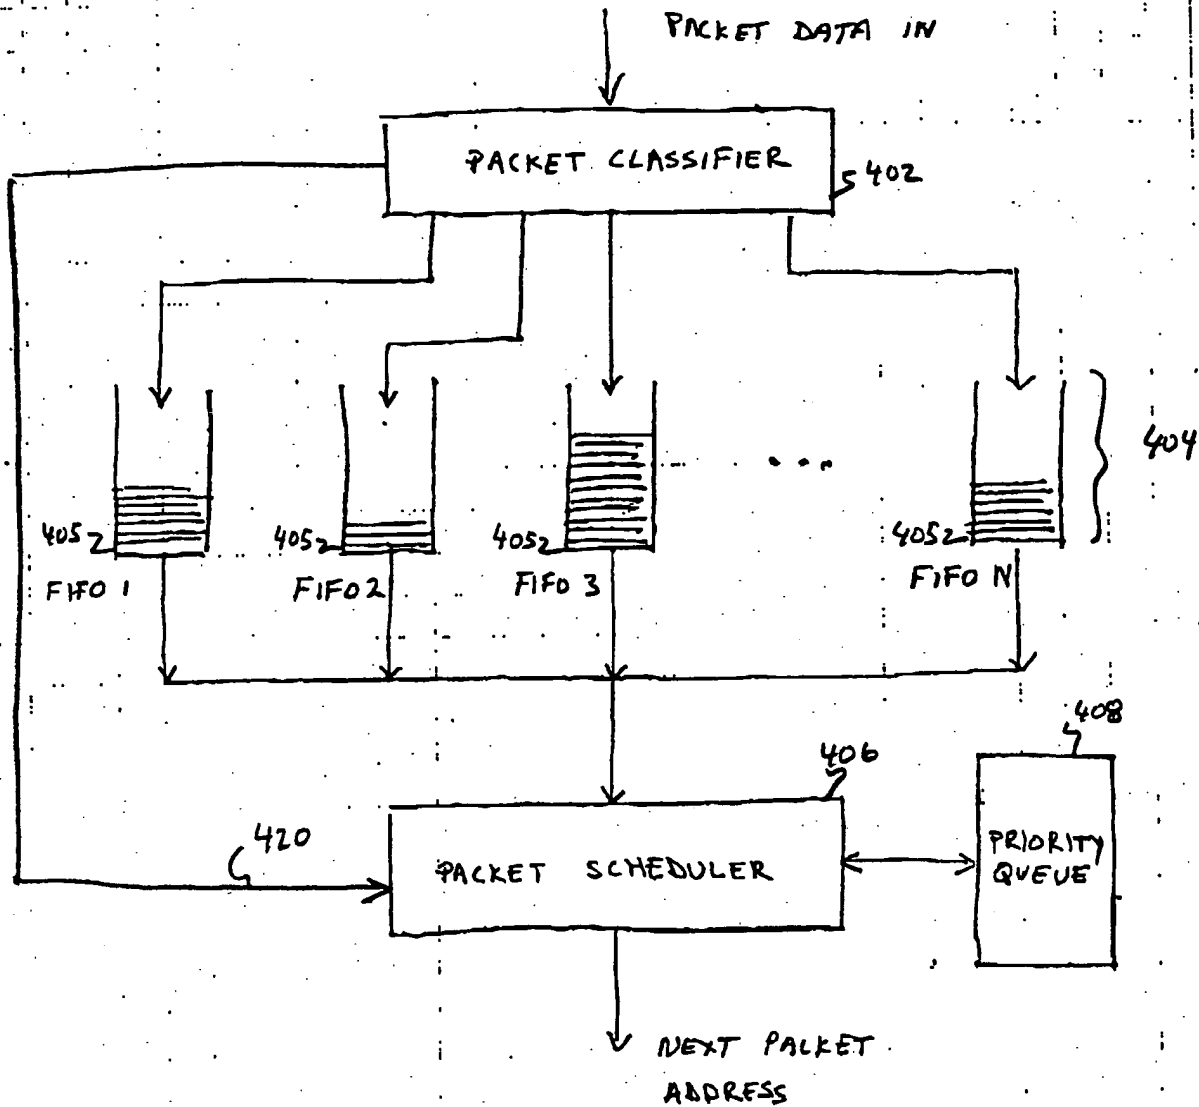 PACKET DATA IN
PACKET CLASSIFIER
402
404
405
405
405
405
FIFO 1
FIFO 2
FIFO 3
FIFO N
408
406
PRIORITY
QUEUE
420
PACKET SCHEDULER
NEXT PACKET
ADDRESS